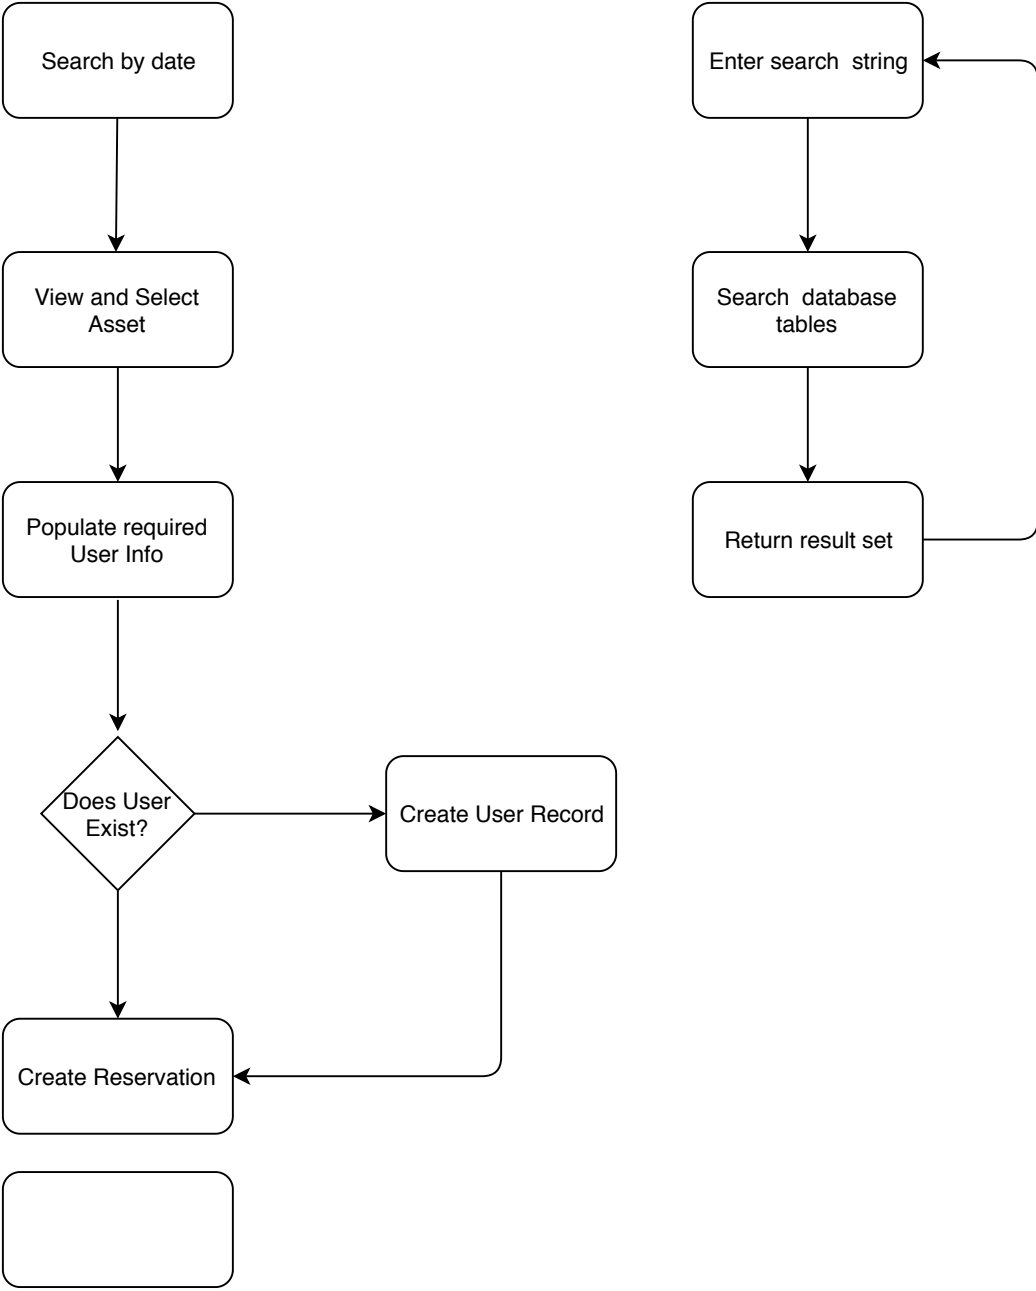 Search by date
View and Select
Asset
Populate required
User Info
Does User
Exist?
Create User Record
Create Reservation
Enter search  string
Search  database
tables
Return result set